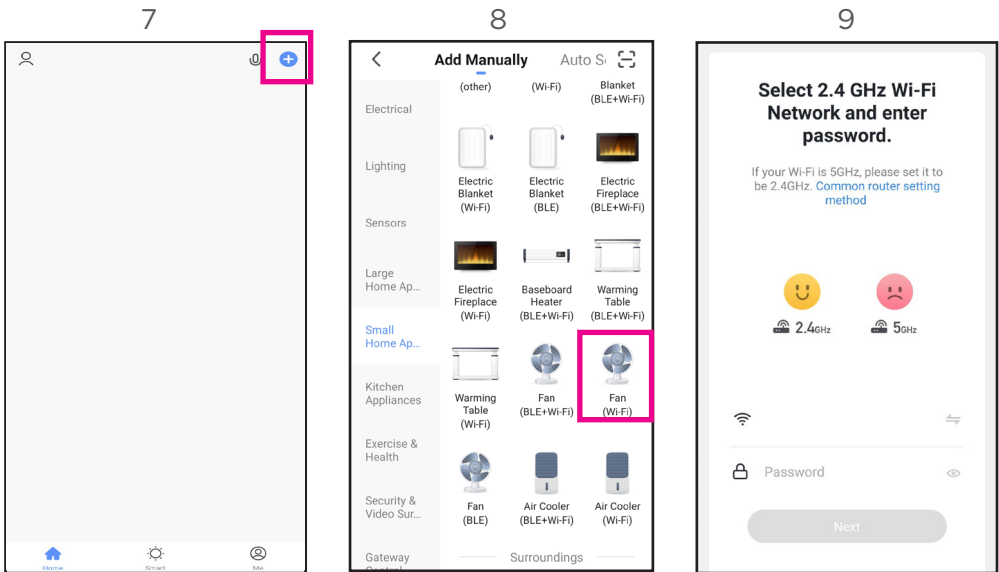 7
8
9
Home
Smart
Me
Add Manually
Auto S
Electrical
Lighting
Sensors
Large
Home Ap...
Small
Home Ap...
Kitchen
Appliances
Exercise &
Health
Security &
Video Sur...
Gateway
Control
(other)
(Wi-Fi)
Blanket
(BLE+Wi-Fi)
Electric
Blanket
(Wi-Fi)
Electric
Blanket
(BLE)
Electric
Fireplace
(BLE+Wi-Fi)
Electric
Fireplace
(Wi-Fi)
Baseboard
Heater
(BLE+Wi-Fi)
Warming
Table
(BLE+Wi-Fi)
Warming
Table
(Wi-Fi)
Fan
(BLE+Wi-Fi)
Fan
(Wi-Fi)
Fan
(BLE)
Air Cooler
(BLE+Wi-Fi)
Air Cooler
(Wi-Fi)
Surroundings
Select 2.4 GHz Wi-Fi
Network and enter
password.
If your Wi-Fi is 5GHz, please set it to
be 2.4GHz. Common router setting
method
2.4GHz
5GHz
Password
Next